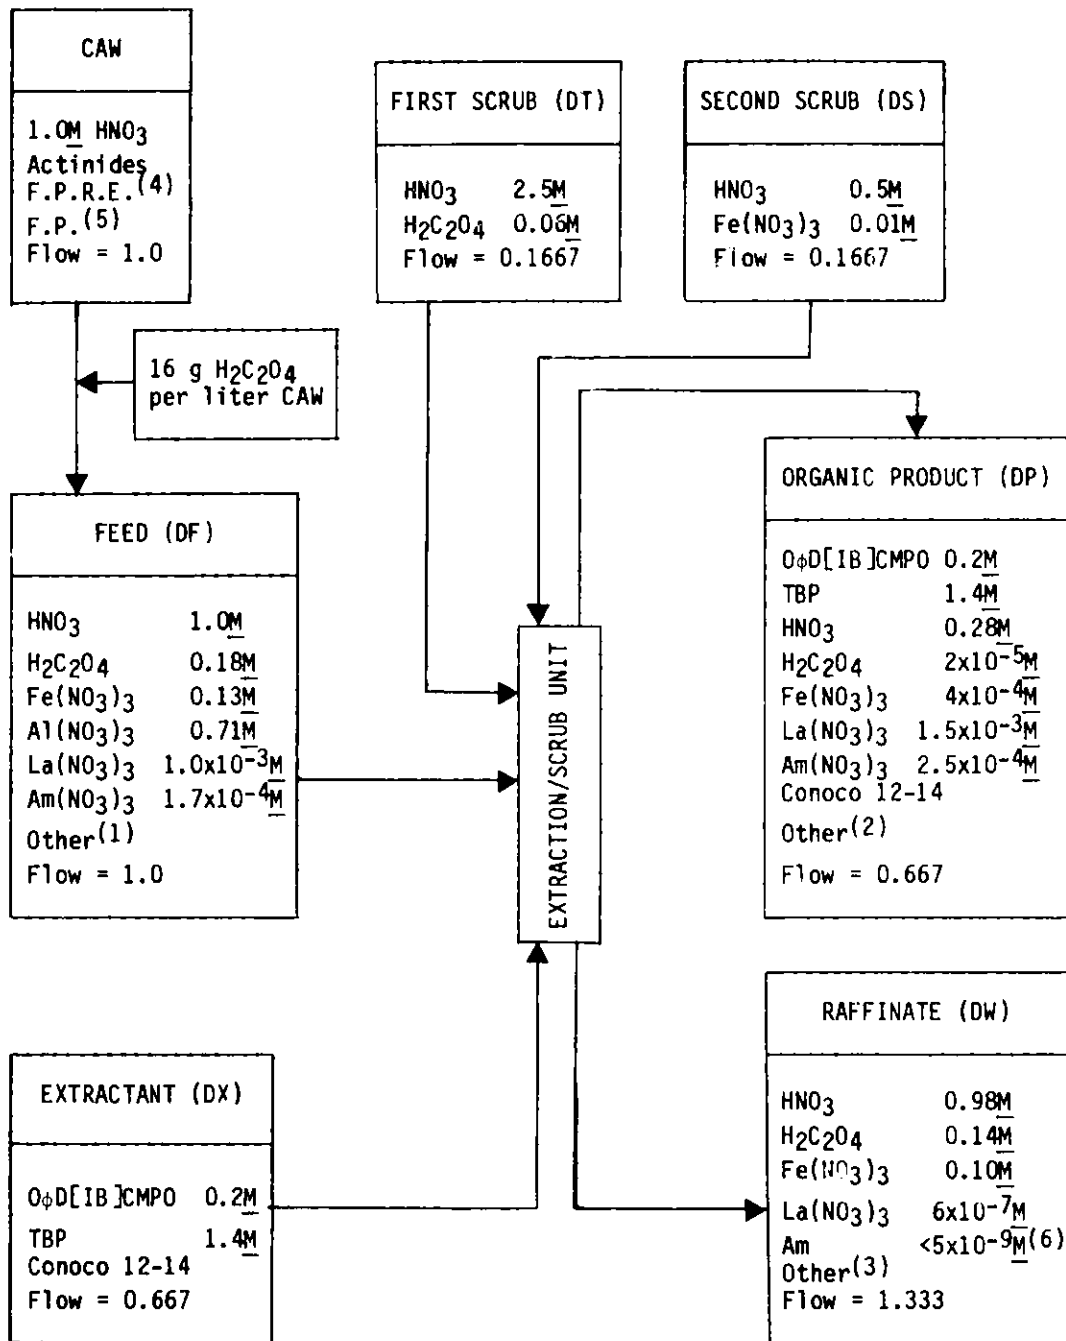 CAW
1.0M HNO3
Actinides
F.P.R.E.(4)
F.P.(5)
Flow = 1.0
16 g H2C2O4
per liter CAW
FIRST SCRUB (DT)
HNO3 2.5M
H2C2O4 0.06M
Flow = 0.1667
SECOND SCRUB (DS)
HNO3 0.5M
Fe(NO3)3 0.01M
Flow = 0.1667
FEED (DF)
HNO3 1.0M
H2C2O4 0.18M
Fe(NO3)3 0.13M
Al(NO3)3 0.71M
La(NO3)3 1.0x10-3M
Am(NO3)3 1.7x10-4M
Other(1)
Flow = 1.0
EXTRACTION/SCRUB UNIT
ORGANIC PRODUCT (DP)
OφD[IB]CMPO 0.2M
TBP 1.4M
HNO3 0.28M
H2C2O4 2x10-5M
Fe(NO3)3 4x10-4M
La(NO3)3 1.5x10-3M
Am(NO3)3 2.5x10-4M
Conoco 12-14
Other(2)
Flow = 0.667
EXTRACTANT (DX)
OφD[IB]CMPO 0.2M
TBP 1.4M
Conoco 12-14
Flow = 0.667
RAFFINATE (DW)
HNO3 0.98M
H2C2O4 0.14M
Fe(NO3)3 0.10M
La(NO3)3 6x10-7M
Am <5x10-9M(6)
Other(3)
Flow = 1.333